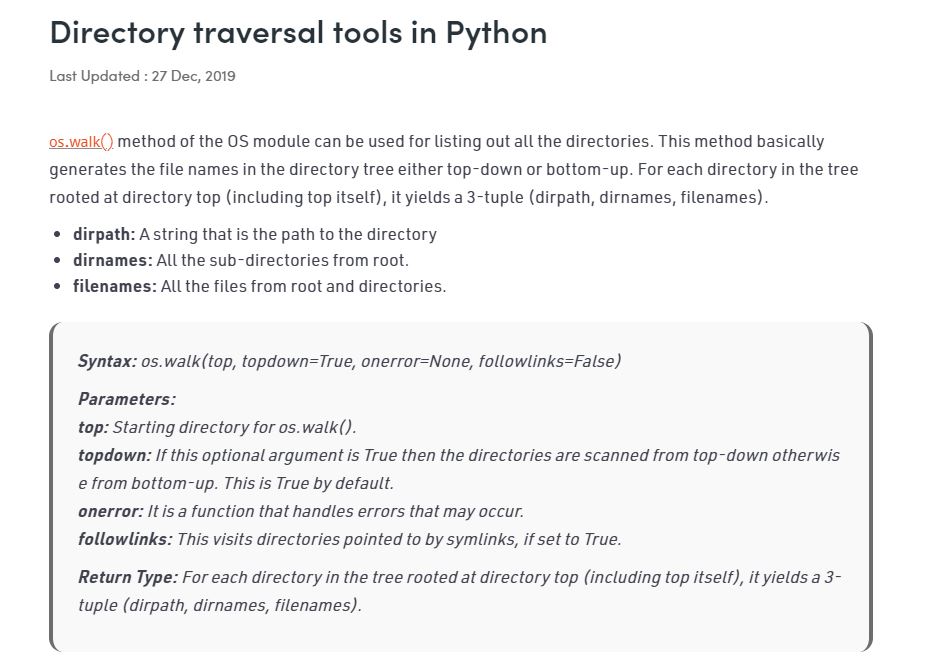 Directory traversal tools in Python
Last Updated : 27 Dec, 2019
os.walk() method of the OS module can be used for listing out all the directories. This method basically
generates the file names in the directory tree either top-down or bottom-up. For each directory in the tree
rooted at directory top (including top itself), it yields a 3-tuple (dirpath, dirnames, filenames).
• dirpath: A string that is the path to the directory
• dirnames: All the sub-directories from root.
• filenames: All the files from root and directories.
Syntax: os.walk(top, topdown=True, onerror=None, followlinks=False)
Parameters:
top: Starting directory for os.walk().
topdown: If this optional argument is True then the directories are scanned from top-down otherwis
e from bottom-up. This is True by default.
onerror: It is a function that handles errors that may occur.
followlinks: This visits directories pointed to by symlinks, if set to True.
Return Type: For each directory in the tree rooted at directory top (including top itself), it yields a 3-
tuple (dirpath, dirnames, filenames).